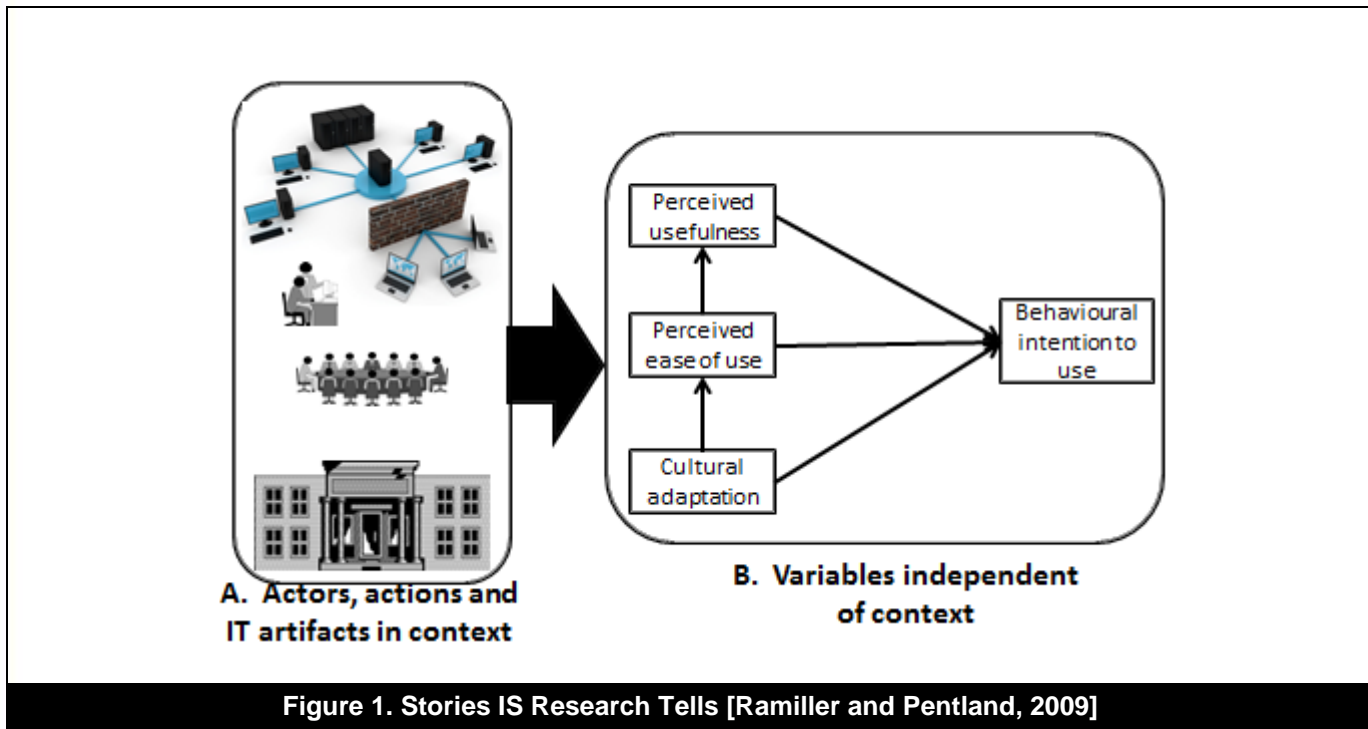 Perceived
usefulness
Perceived
ease of use
Cultural
adaptation
Behavioural
intention to
use
A. Actors, actions and
IT artifacts in context
B. Variables independent
of context
Figure 1. Stories IS Research Tells [Ramiller and Pentland, 2009]